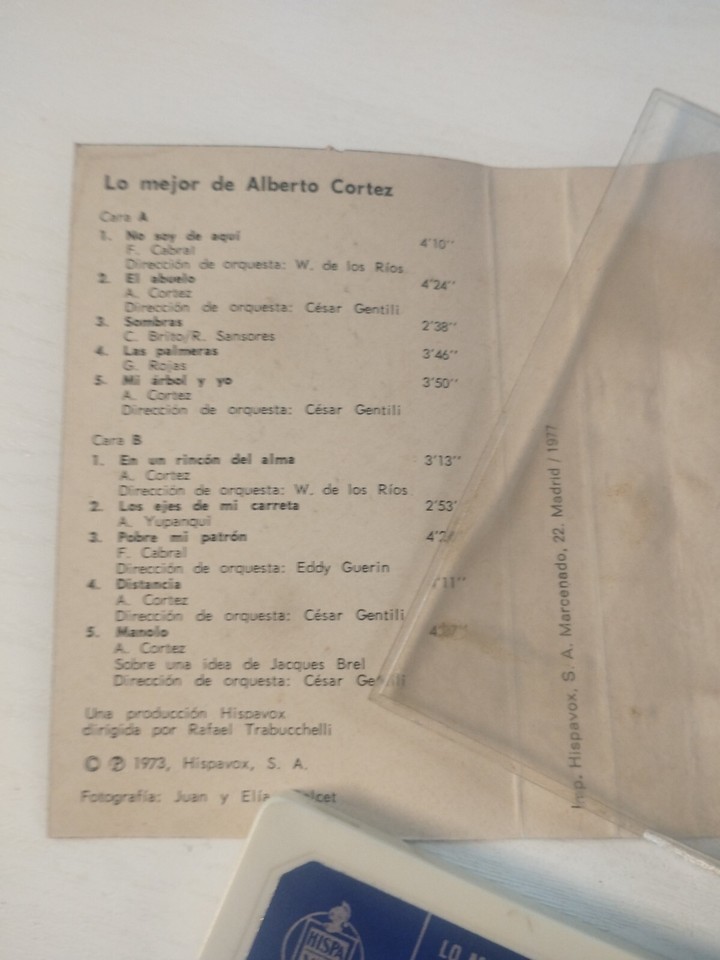 Lo mejor de Alberto Cortez
Cara A
1. No soy de aquí 4'10''
F. Cabral
Dirección de orquesta: W. de los Ríos
2. El abuelo 4'24''
A. Cortez
Dirección de orquesta: César Gentili
3. Sombras 2'38''
C. Brito/R. Sansores
4. Las palmeras 3'46''
G. Rojas
5. Mi árbol y yo 3'50''
A. Cortez
Dirección de orquesta: César Gentili
Cara B
1. En un rincón del alma 3'13''
A. Cortez
Dirección de orquesta: W. de los Ríos
2. Los ejes de mi carreta 2'53'
A. Yupanqui
3. Pobre mi patrón
F. Cabral
Dirección de orquesta: Eddy Guerin
4. Distancia
A. Cortez
Dirección de orquesta: César Gentili
5. Manolo
A. Cortez
Sobre una idea de Jacques Brel
Dirección de orquesta: César
Una producción Hispavox
dirigida por Rafael Trabucchelli
© ℗ 1973, Hispavox, S. A.
Fotografía: Juan y
Imp. Hispavox, S. A. Marcenado, 22. Madrid / 1977
HISPA
LO